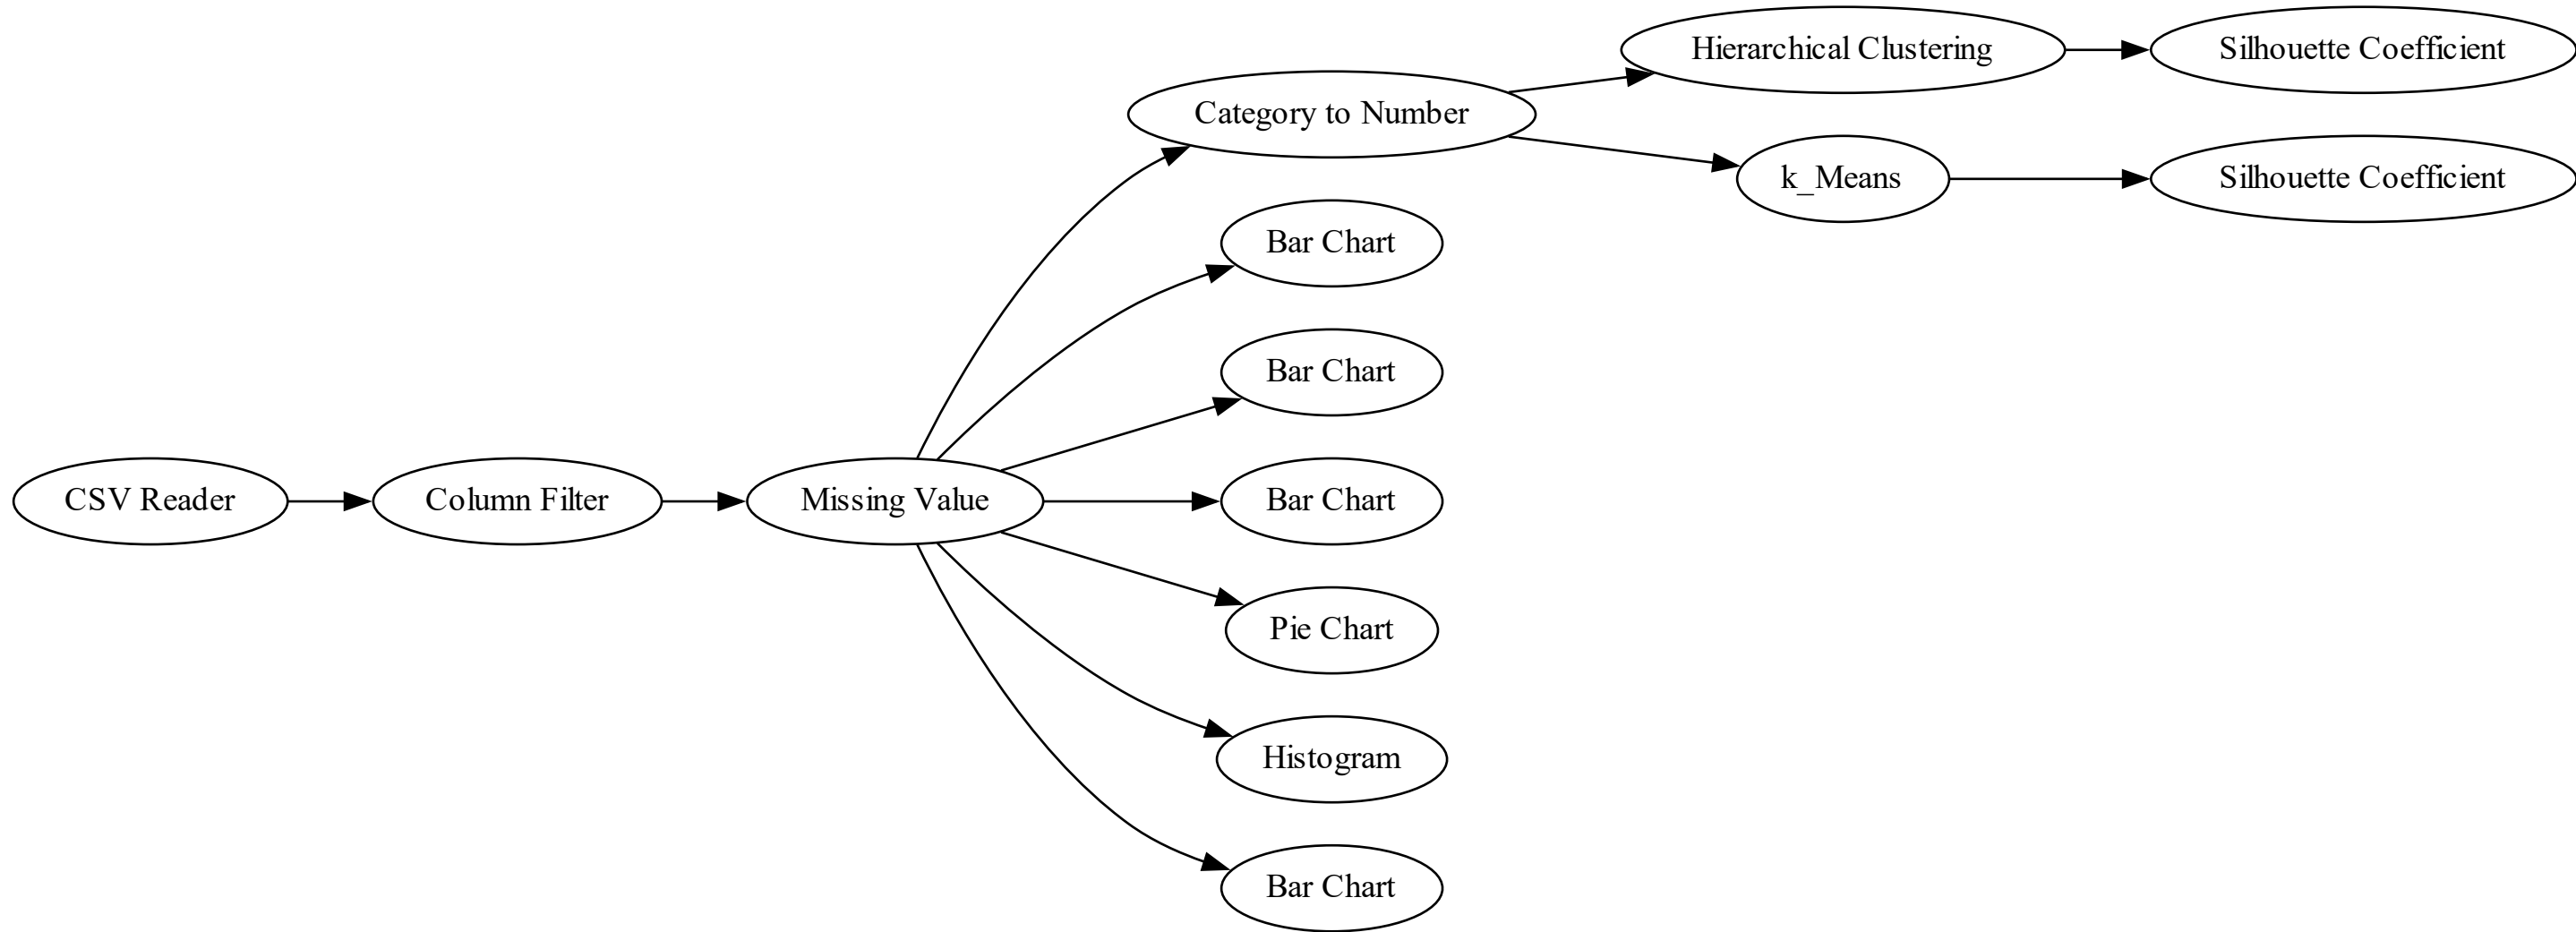 Hierarchical Clustering
Silhouette Coefficient
Category to Number
k_Means
Silhouette Coefficient
Bar Chart
Bar Chart
CSV Reader
Column Filter
Missing Value
Bar Chart
Pie Chart
Histogram
Bar Chart